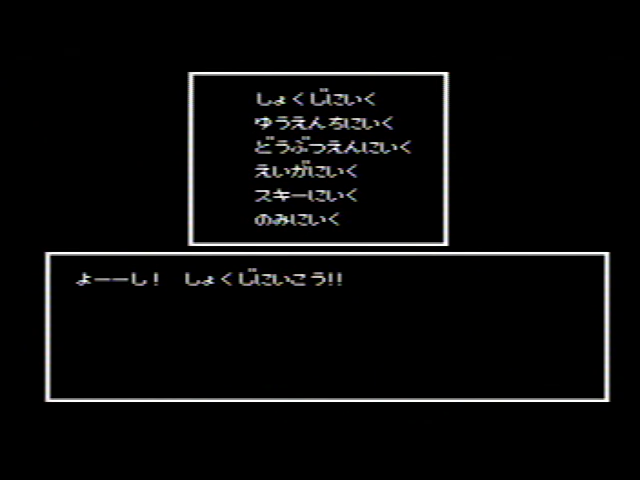 しょくじにいく
ゆうえんちにいく
どうぶつえんにいく
えいがにいく
スキーにいく
のみにいく
よーーし！　しょくじにいこう!!